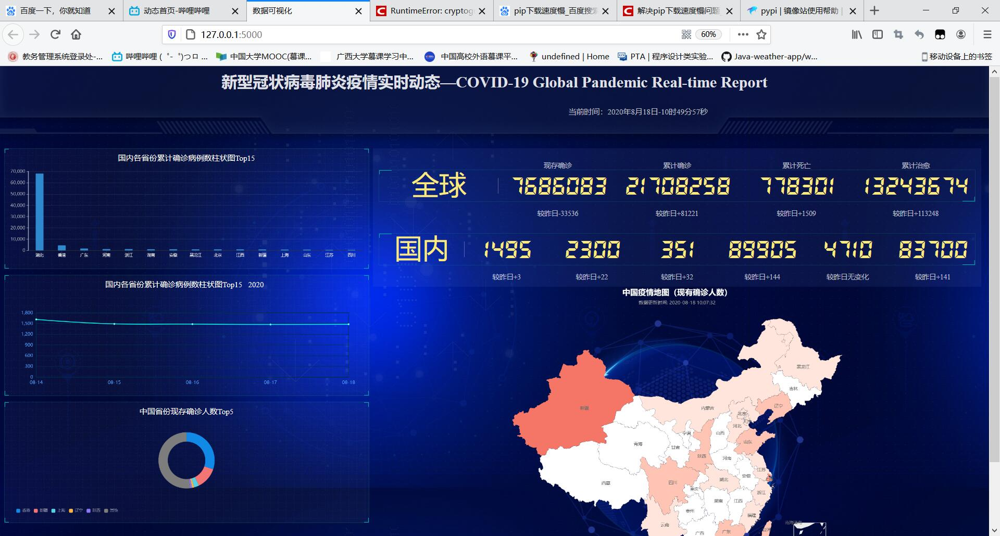 百度一下，你就知道
动态首页-哔哩哔哩
数据可视化
RuntimeError: cryptog
pip下载速度慢_百度搜索
解决pip下载速度慢问题
pypi | 镜像站使用帮助 |
127.0.0.1:5000
60%
教务管理系统登录处-...
哔哩哔哩 ( ゜- ゜)つロ ...
中国大学MOOC(慕课...
广西大学慕课学习中...
中国高校外语慕课平...
undefined | Home
PTA | 程序设计类实验...
Java-weather-app/w...
移动设备上的书签
新型冠状病毒肺炎疫情实时动态—COVID-19 Global Pandemic Real-time Report
当前时间：2020年8月18日-10时49分57秒
国内各省份累计确诊病例数柱状图Top15
70,000
60,000
50,000
40,000
30,000
20,000
10,000
0
湖北 香港 广东 河南 浙江 湖南 安徽 黑龙江 北京 江西 新疆 上海 山东 江苏 四川
现存确诊 累计确诊 累计死亡 累计治愈
全球 7686083 21708258 778301 13243674
较昨日-33536 较昨日+81221 较昨日+1509 较昨日+113248
国内 1495 2300 351 89905 4710 83700
较昨日+3 较昨日+22 较昨日+32 较昨日+144 较昨日无变化 较昨日+141
国内各省份累计确诊病例数柱状图Top15 2020
1,800
1,500
1,200
900
600
300
0
08-14 08-15 08-16 08-17 08-18
中国省份现存确诊人数Top5
香港 新疆 上海 辽宁 陕西 其他
中国疫情地图（现有确诊人数）
数据更新时间: 2020-08-18 10:07:32
黑龙江
吉林
辽宁
新疆
内蒙古
北京
天津
河北
山西
宁夏
山东
青海
甘肃
陕西
河南
江苏
安徽
湖北
四川
西藏
重庆
浙江
湖南
江西
贵州
福建
云南
广西
广东
台湾
南海诸岛